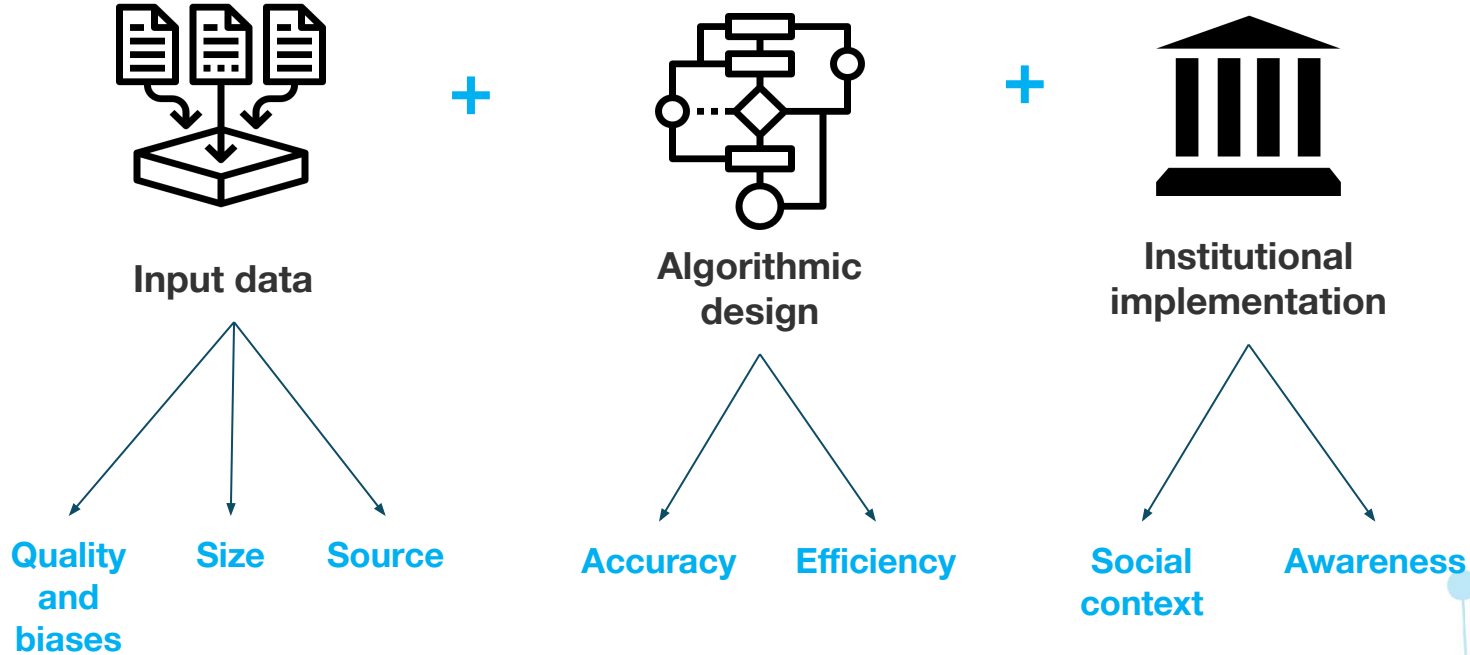 +
+
Input data
Algorithmic
design
Institutional
implementation
Quality
and
biases
Size
Source
Accuracy
Efficiency
Social
context
Awareness